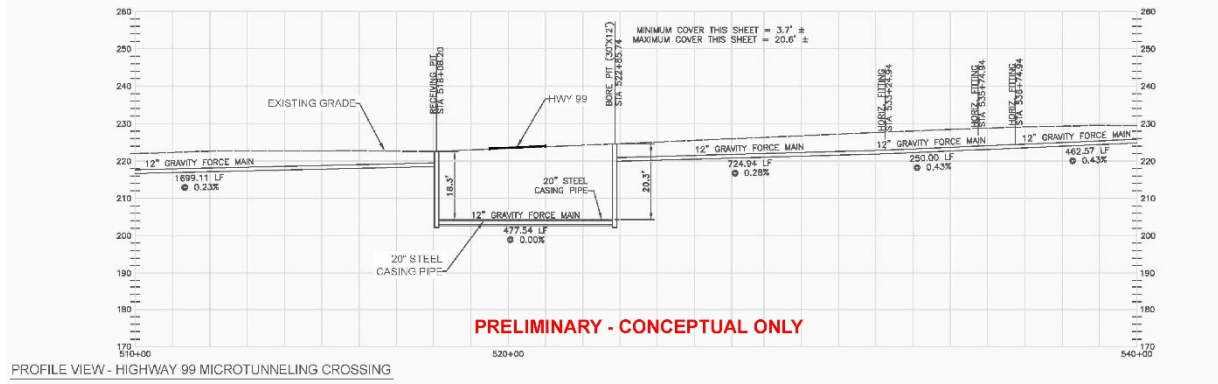 260
250
240
230
220
210
200
190
180
170
MINIMUM COVER THIS SHEET = 3.7' ±
MAXIMUM COVER THIS SHEET = 20.6' ±
RECEIVING PIT
STA 518+08.20
BORE PIT (30'X12')
STA 522+85.74
HORIZ. FITTING
STA 533+24.94
HORIZ. FITTING
STA 535+74.94
HORIZ. FITTING
STA 536+74.94
EXISTING GRADE
HWY 99
12" GRAVITY FORCE MAIN
1699.11 LF
@ 0.23%
18.3'
20" STEEL
CASING PIPE
20.3'
12" GRAVITY FORCE MAIN
477.54 LF
@ 0.00%
20" STEEL
CASING PIPE
12" GRAVITY FORCE MAIN
724.94 LF
@ 0.28%
12" GRAVITY FORCE MAIN
250.00 LF
@ 0.43%
12" GRAVITY FORCE MAIN
462.57 LF
@ 0.43%
260
250
240
230
220
210
200
190
180
170
PRELIMINARY - CONCEPTUAL ONLY
510+00
520+00
540+00
PROFILE VIEW - HIGHWAY 99 MICROTUNNELING CROSSING